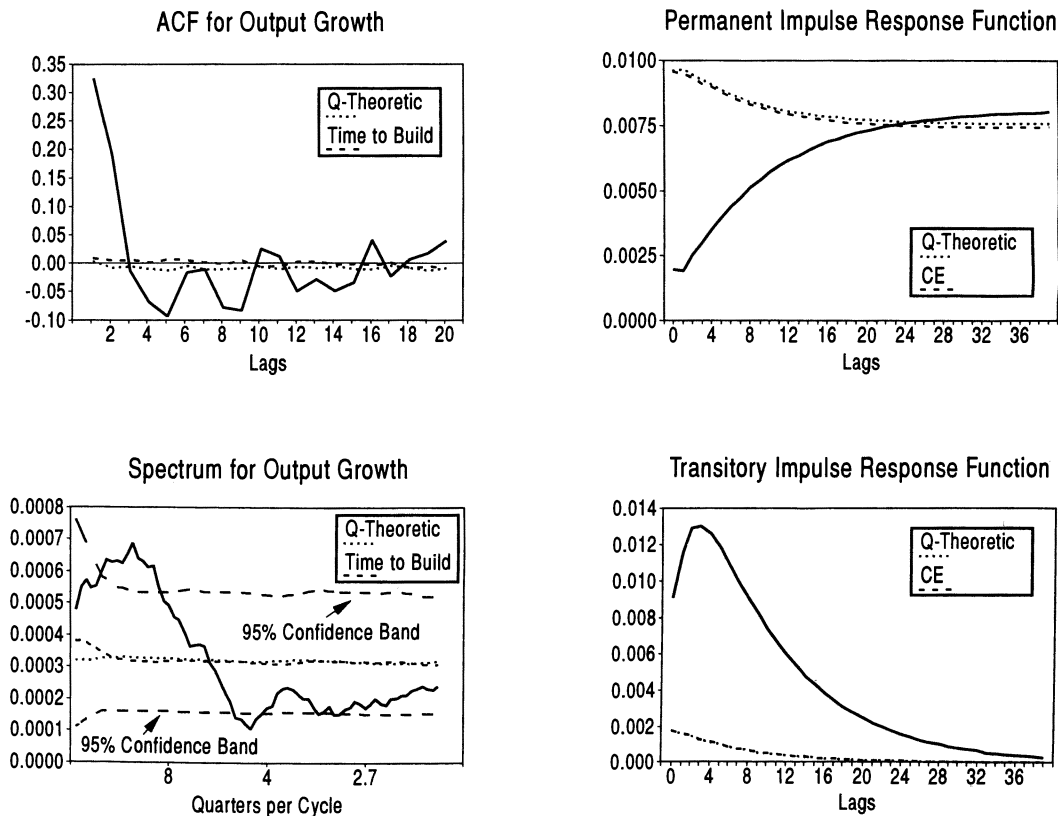 ACF for Output Growth
0.35
0.30
0.25
0.20
0.15
0.10
0.05
0.00
-0.05
-0.10
Q-Theoretic
Time to Build
2 4 6 8 10 12 14 16 18 20
Lags
Permanent Impulse Response Function
0.0100
0.0075
0.0050
0.0025
0.0000
Q-Theoretic
CE
0 4 8 12 16 20 24 28 32 36
Lags
Spectrum for Output Growth
0.0008
0.0007
0.0006
0.0005
0.0004
0.0003
0.0002
0.0001
0.0000
Q-Theoretic
Time to Build
95% Confidence Band
95% Confidence Band
8 4 2.7
Quarters per Cycle
Transitory Impulse Response Function
0.014
0.012
0.010
0.008
0.006
0.004
0.002
0.000
Q-Theoretic
CE
0 4 8 12 16 20 24 28 32 36
Lags